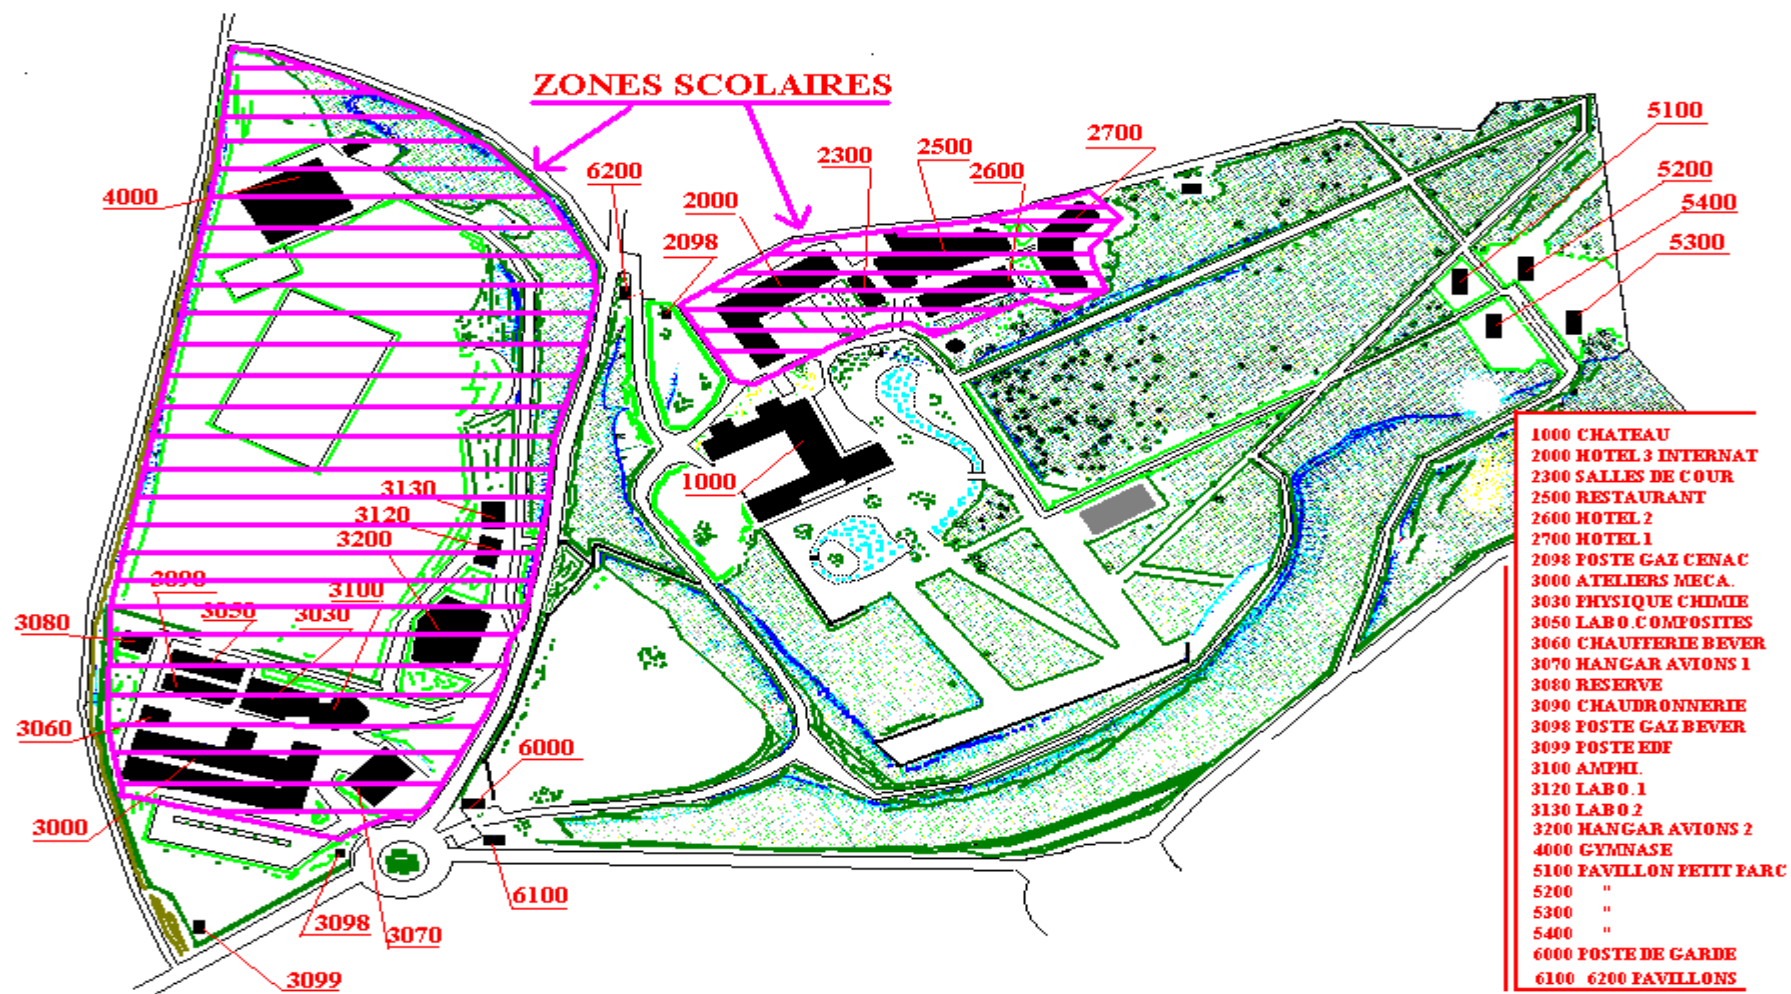 ZONES SCOLAIRES
5100
2700
2500
2300
2600
6200
5200
4000
2000
5400
2098
5300
3130
1000
3120
3200
3090
3100
3050
3030
3080
3060
6000
3000
6100
3098
3070
3099
1000 CHATEAU
2000 HOTEL 3 INTERNAT
2300 SALLES DE COUR
2500 RESTAURANT
2600 HOTEL 2
2700 HOTEL 1
2098 POSTE GAZ CENAC
3000 ATELIERS MECA.
3030 PHYSIQUE CHIMIE
3050 LABO.COMPOSITES
3060 CHAUFFERIE BEVER
3070 HANGAR AVIONS 1
3080 RESERVE
3090 CHAUDRONNERIE
3098 POSTE GAZ BEVER
3099 POSTE EDF
3100 AMPHI.
3120 LABO.1
3130 LABO.2
3200 HANGAR AVIONS 2
4000 GYMNASE
5100 PAVILLON PETIT PARC
5200 "
5300 "
5400 "
6000 POSTE DE GARDE
6100 6200 PAVILLONS